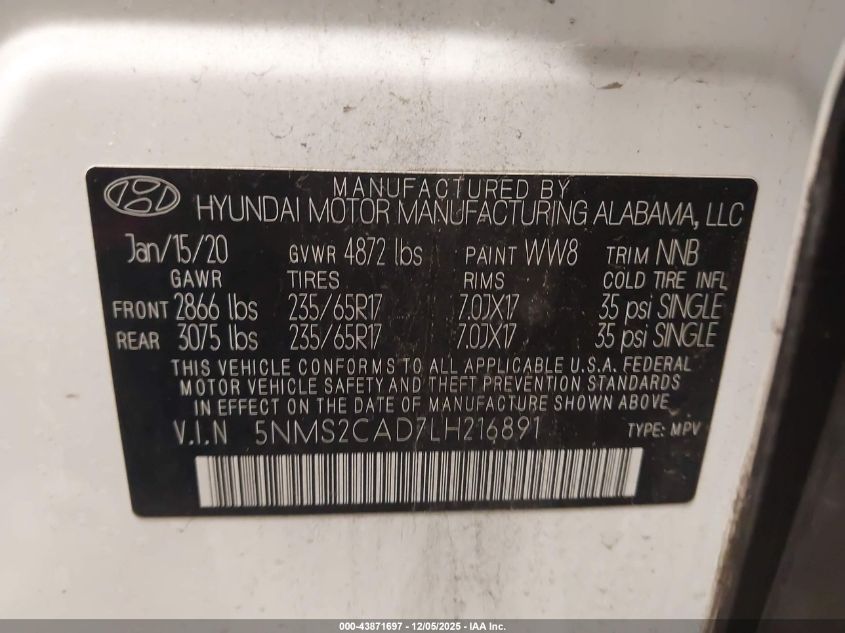 MANUFACTURED BY
HYUNDAI MOTOR MANUFACTURING ALABAMA, LLC
Jan/15/20 GVWR 4872 lbs PAINT WW8 TRIM NNB
GAWR TIRES RIMS COLD TIRE INFL
FRONT 2866 lbs 235/65R17 7.0JX17 35 psi SINGLE
REAR 3075 lbs 235/65R17 7.0JX17 35 psi SINGLE
THIS VEHICLE CONFORMS TO ALL APPLICABLE U.S.A. FEDERAL
MOTOR VEHICLE SAFETY AND THEFT PREVENTION STANDARDS
IN EFFECT ON THE DATE OF MANUFACTURE SHOWN ABOVE
V.I.N 5NMS2CAD7LH216891 TYPE: MPV
000-43871697 - 12/05/2025 - IAA Inc.